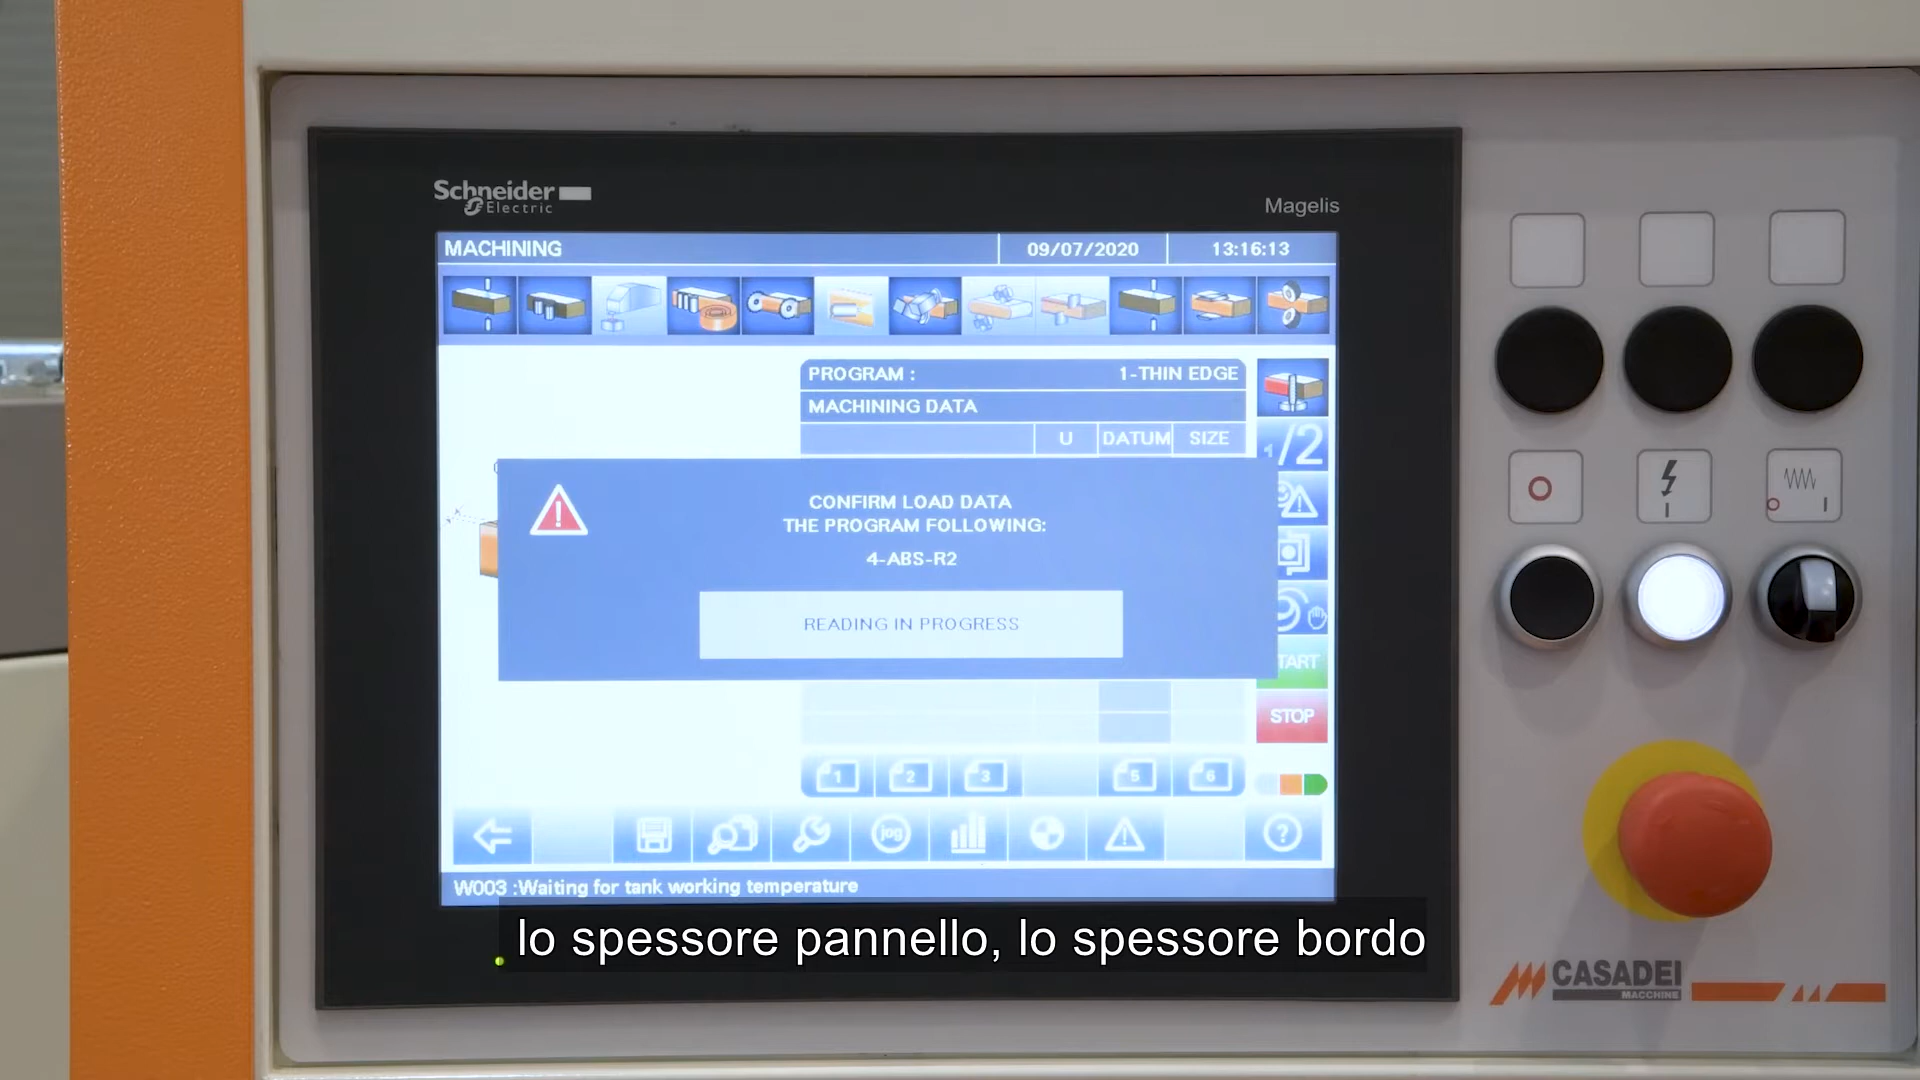 Schneider
Electric
Magelis
MACHINING
09/07/2020
13:16:13
PROGRAM :
1-THIN EDGE
MACHINING DATA
U
DATUM
SIZE
1/2
CONFIRM LOAD DATA
THE PROGRAM FOLLOWING:
4-ABS-R2
READING IN PROGRESS
TART
STOP
1
2
3
5
6
jog
?
W003 :Waiting for tank working temperature
lo spessore pannello, lo spessore bordo
CASADEI
MACCHINE